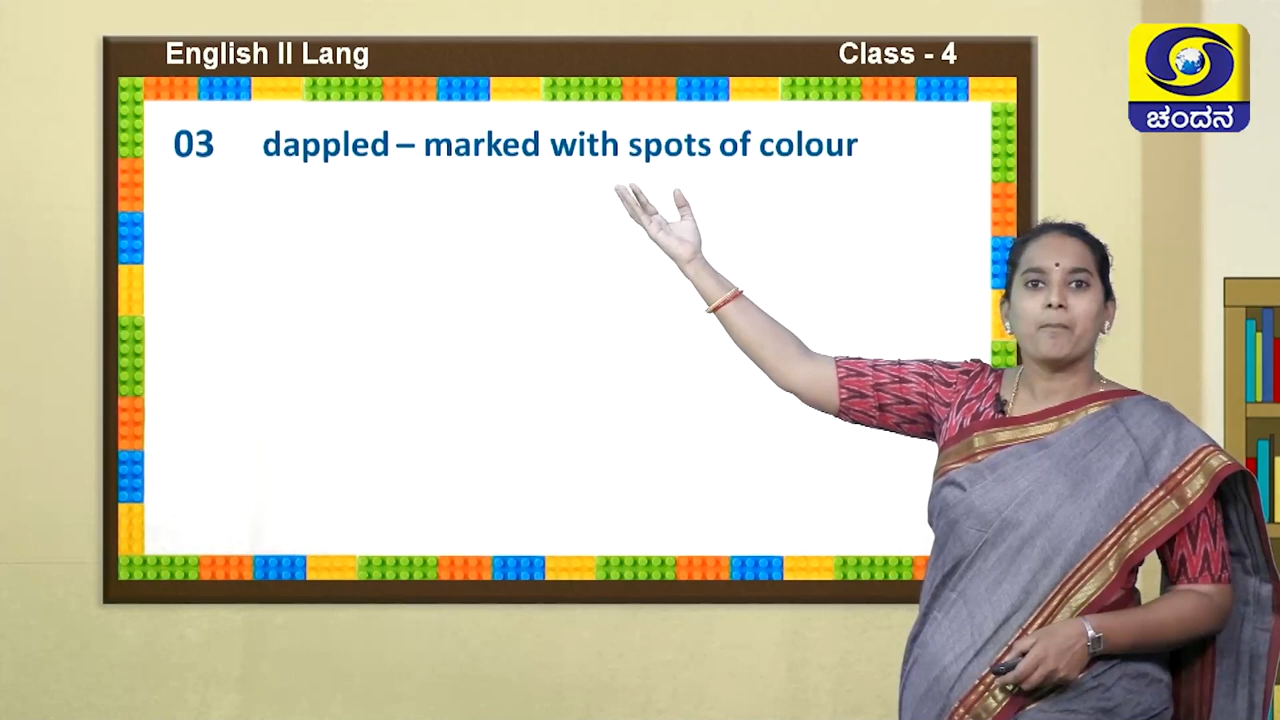 English II Lang
Class - 4
ಚಂದನ
03 dappled – marked with spots of colour